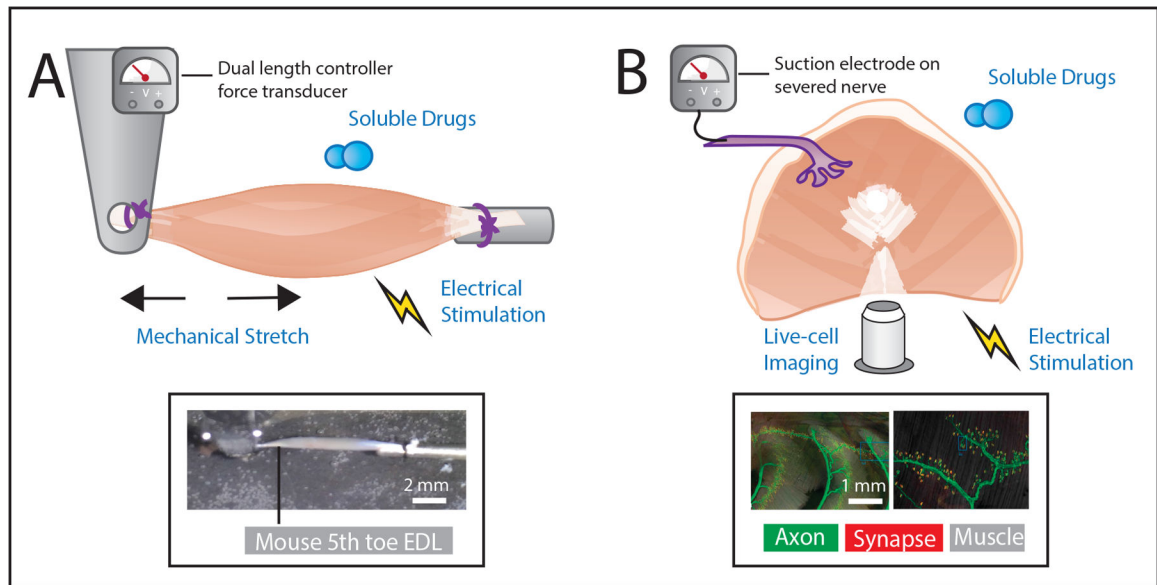 A
- V +
Dual length controller
force transducer
Soluble Drugs
Electrical
Stimulation
Mechanical Stretch
2 mm
Mouse 5th toe EDL
B
- V +
Suction electrode on
severed nerve
Soluble Drugs
Live-cell
Imaging
Electrical
Stimulation
1 mm
Axon
Synapse
Muscle